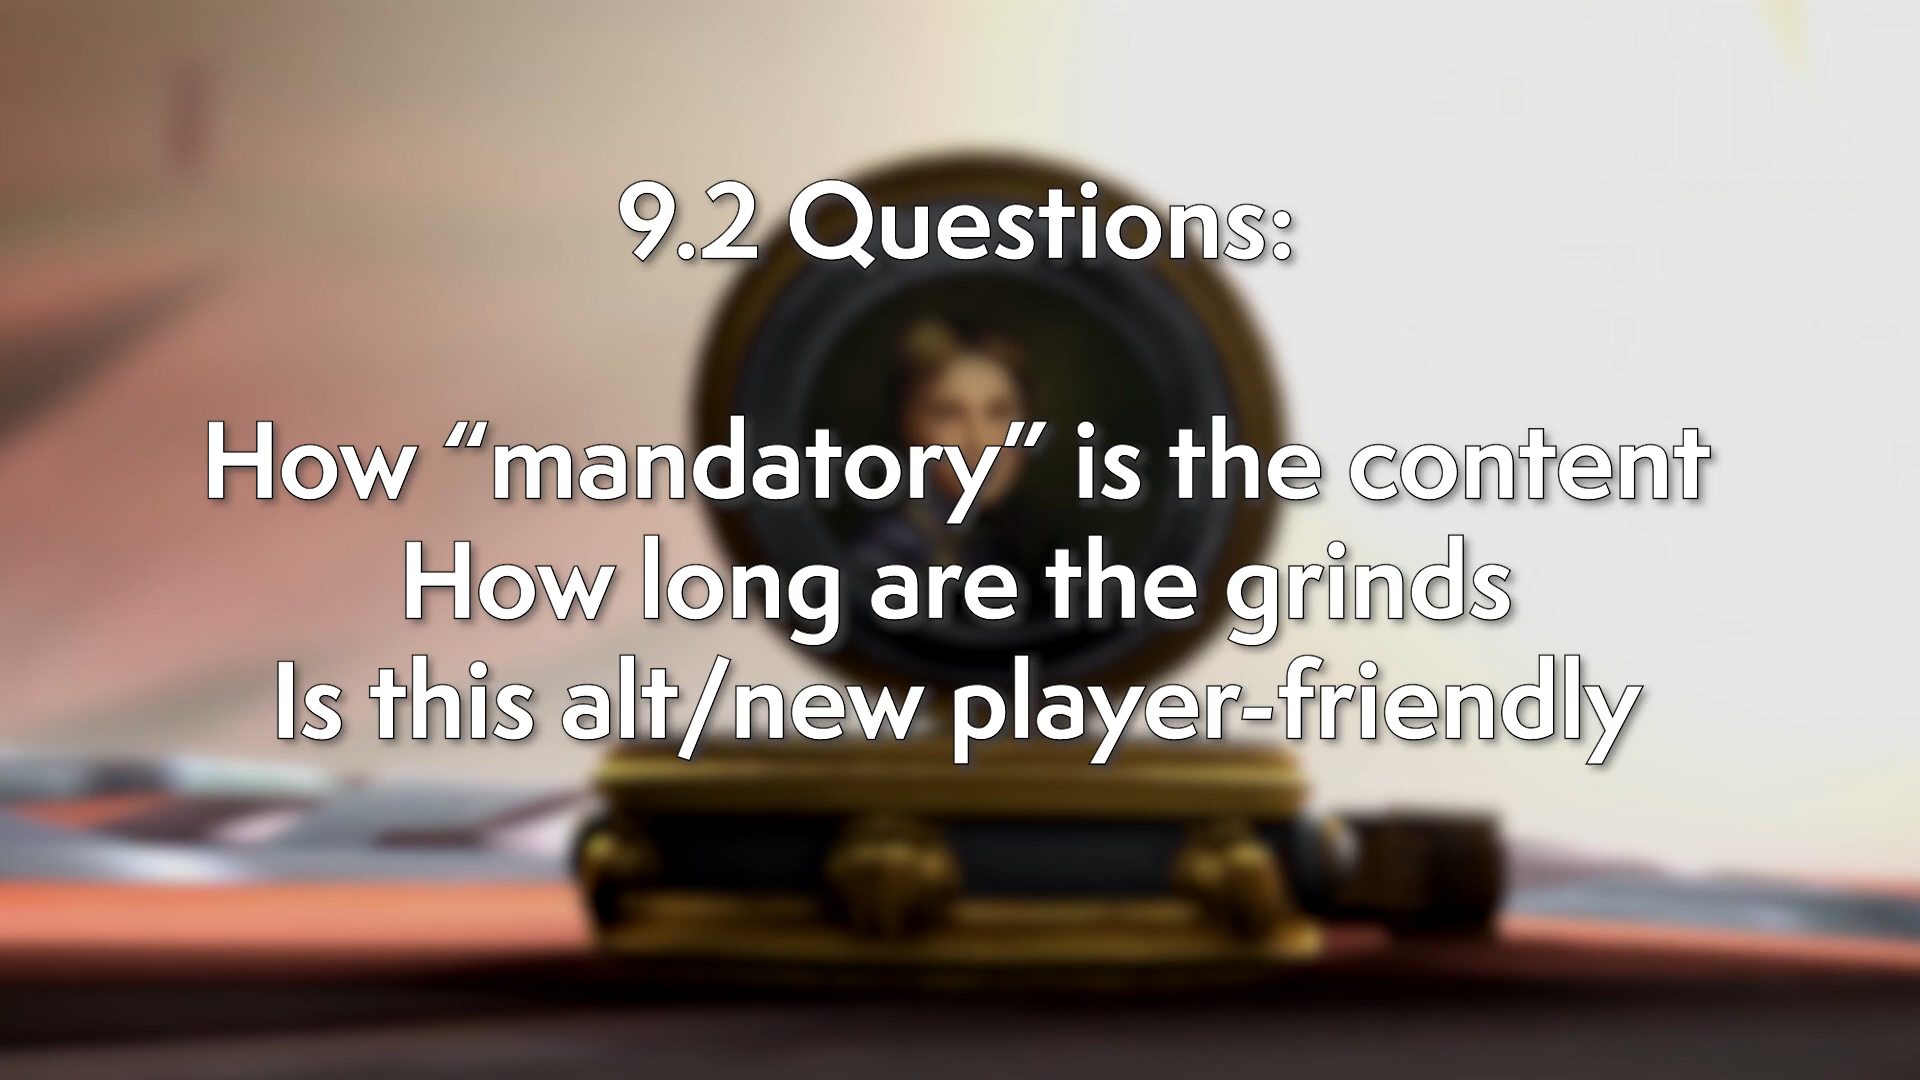 9.2 Questions:
How “mandatory” is the content
How long are the grinds
Is this alt/new player-friendly